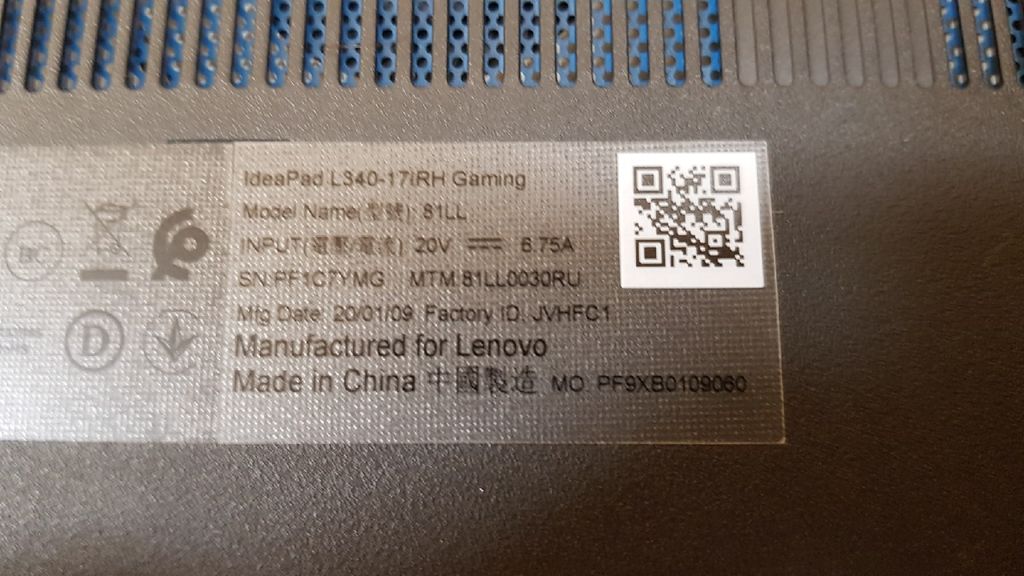 IdeaPad L340-17IRH Gaming
Model Name(型號): 81LL
INPUT(電壓/電流) 20V ⎓ 6.75A
SN:PF1C7YMG MTM:81LL0030RU
Mfg Date: 20/01/09 Factory ID: JVHFC1
Manufactured for Lenovo
Made in China 中國製造 MO: PF9XB0109060
D